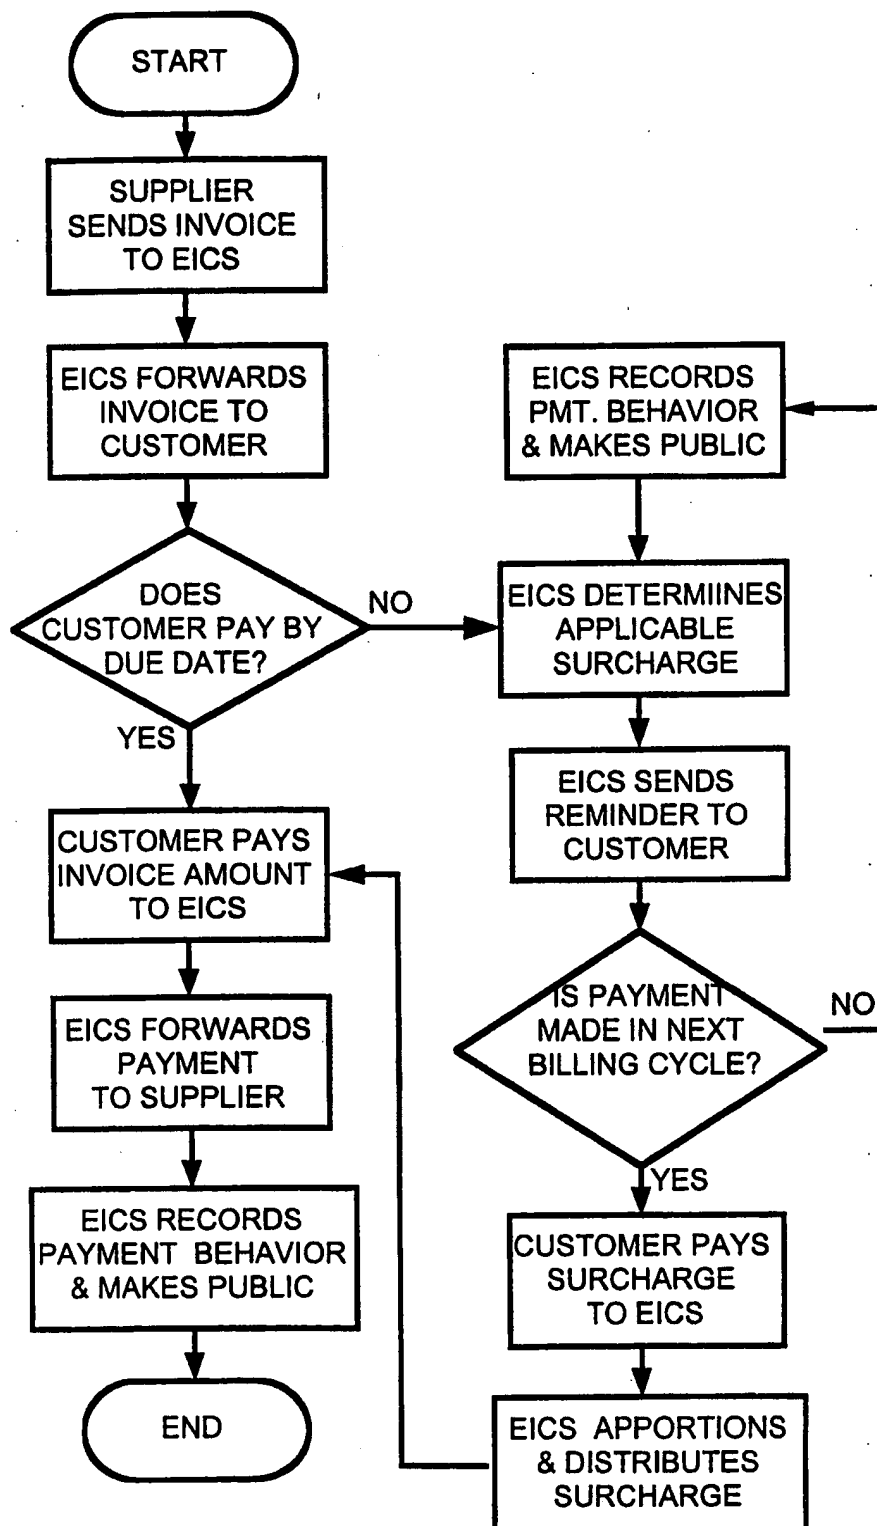 START
SUPPLIER
SENDS INVOICE
TO EICS
EICS FORWARDS
INVOICE TO
CUSTOMER
DOES
CUSTOMER PAY BY
DUE DATE?
NO
YES
CUSTOMER PAYS
INVOICE AMOUNT
TO EICS
EICS FORWARDS
PAYMENT
TO SUPPLIER
EICS RECORDS
PAYMENT BEHAVIOR
& MAKES PUBLIC
END
EICS RECORDS
PMT. BEHAVIOR
& MAKES PUBLIC
EICS DETERMIINES
APPLICABLE
SURCHARGE
EICS SENDS
REMINDER TO
CUSTOMER
IS PAYMENT
MADE IN NEXT
BILLING CYCLE?
NO
YES
CUSTOMER PAYS
SURCHARGE
TO EICS
EICS APPORTIONS
& DISTRIBUTES
SURCHARGE